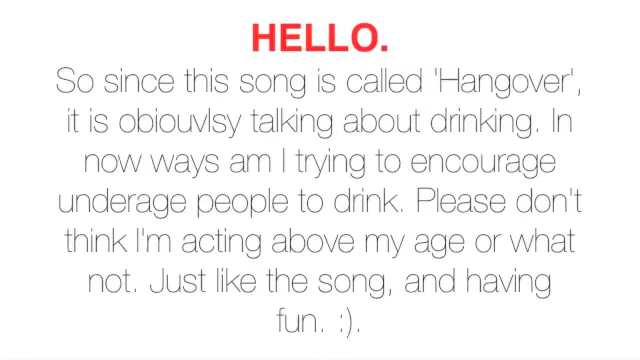 HELLO.
So since this song is called 'Hangover',
it is obiouvlsy talking about drinking. In
now ways am I trying to encourage
underage people to drink. Please don't
think I'm acting above my age or what
not. Just like the song, and having
fun. :).